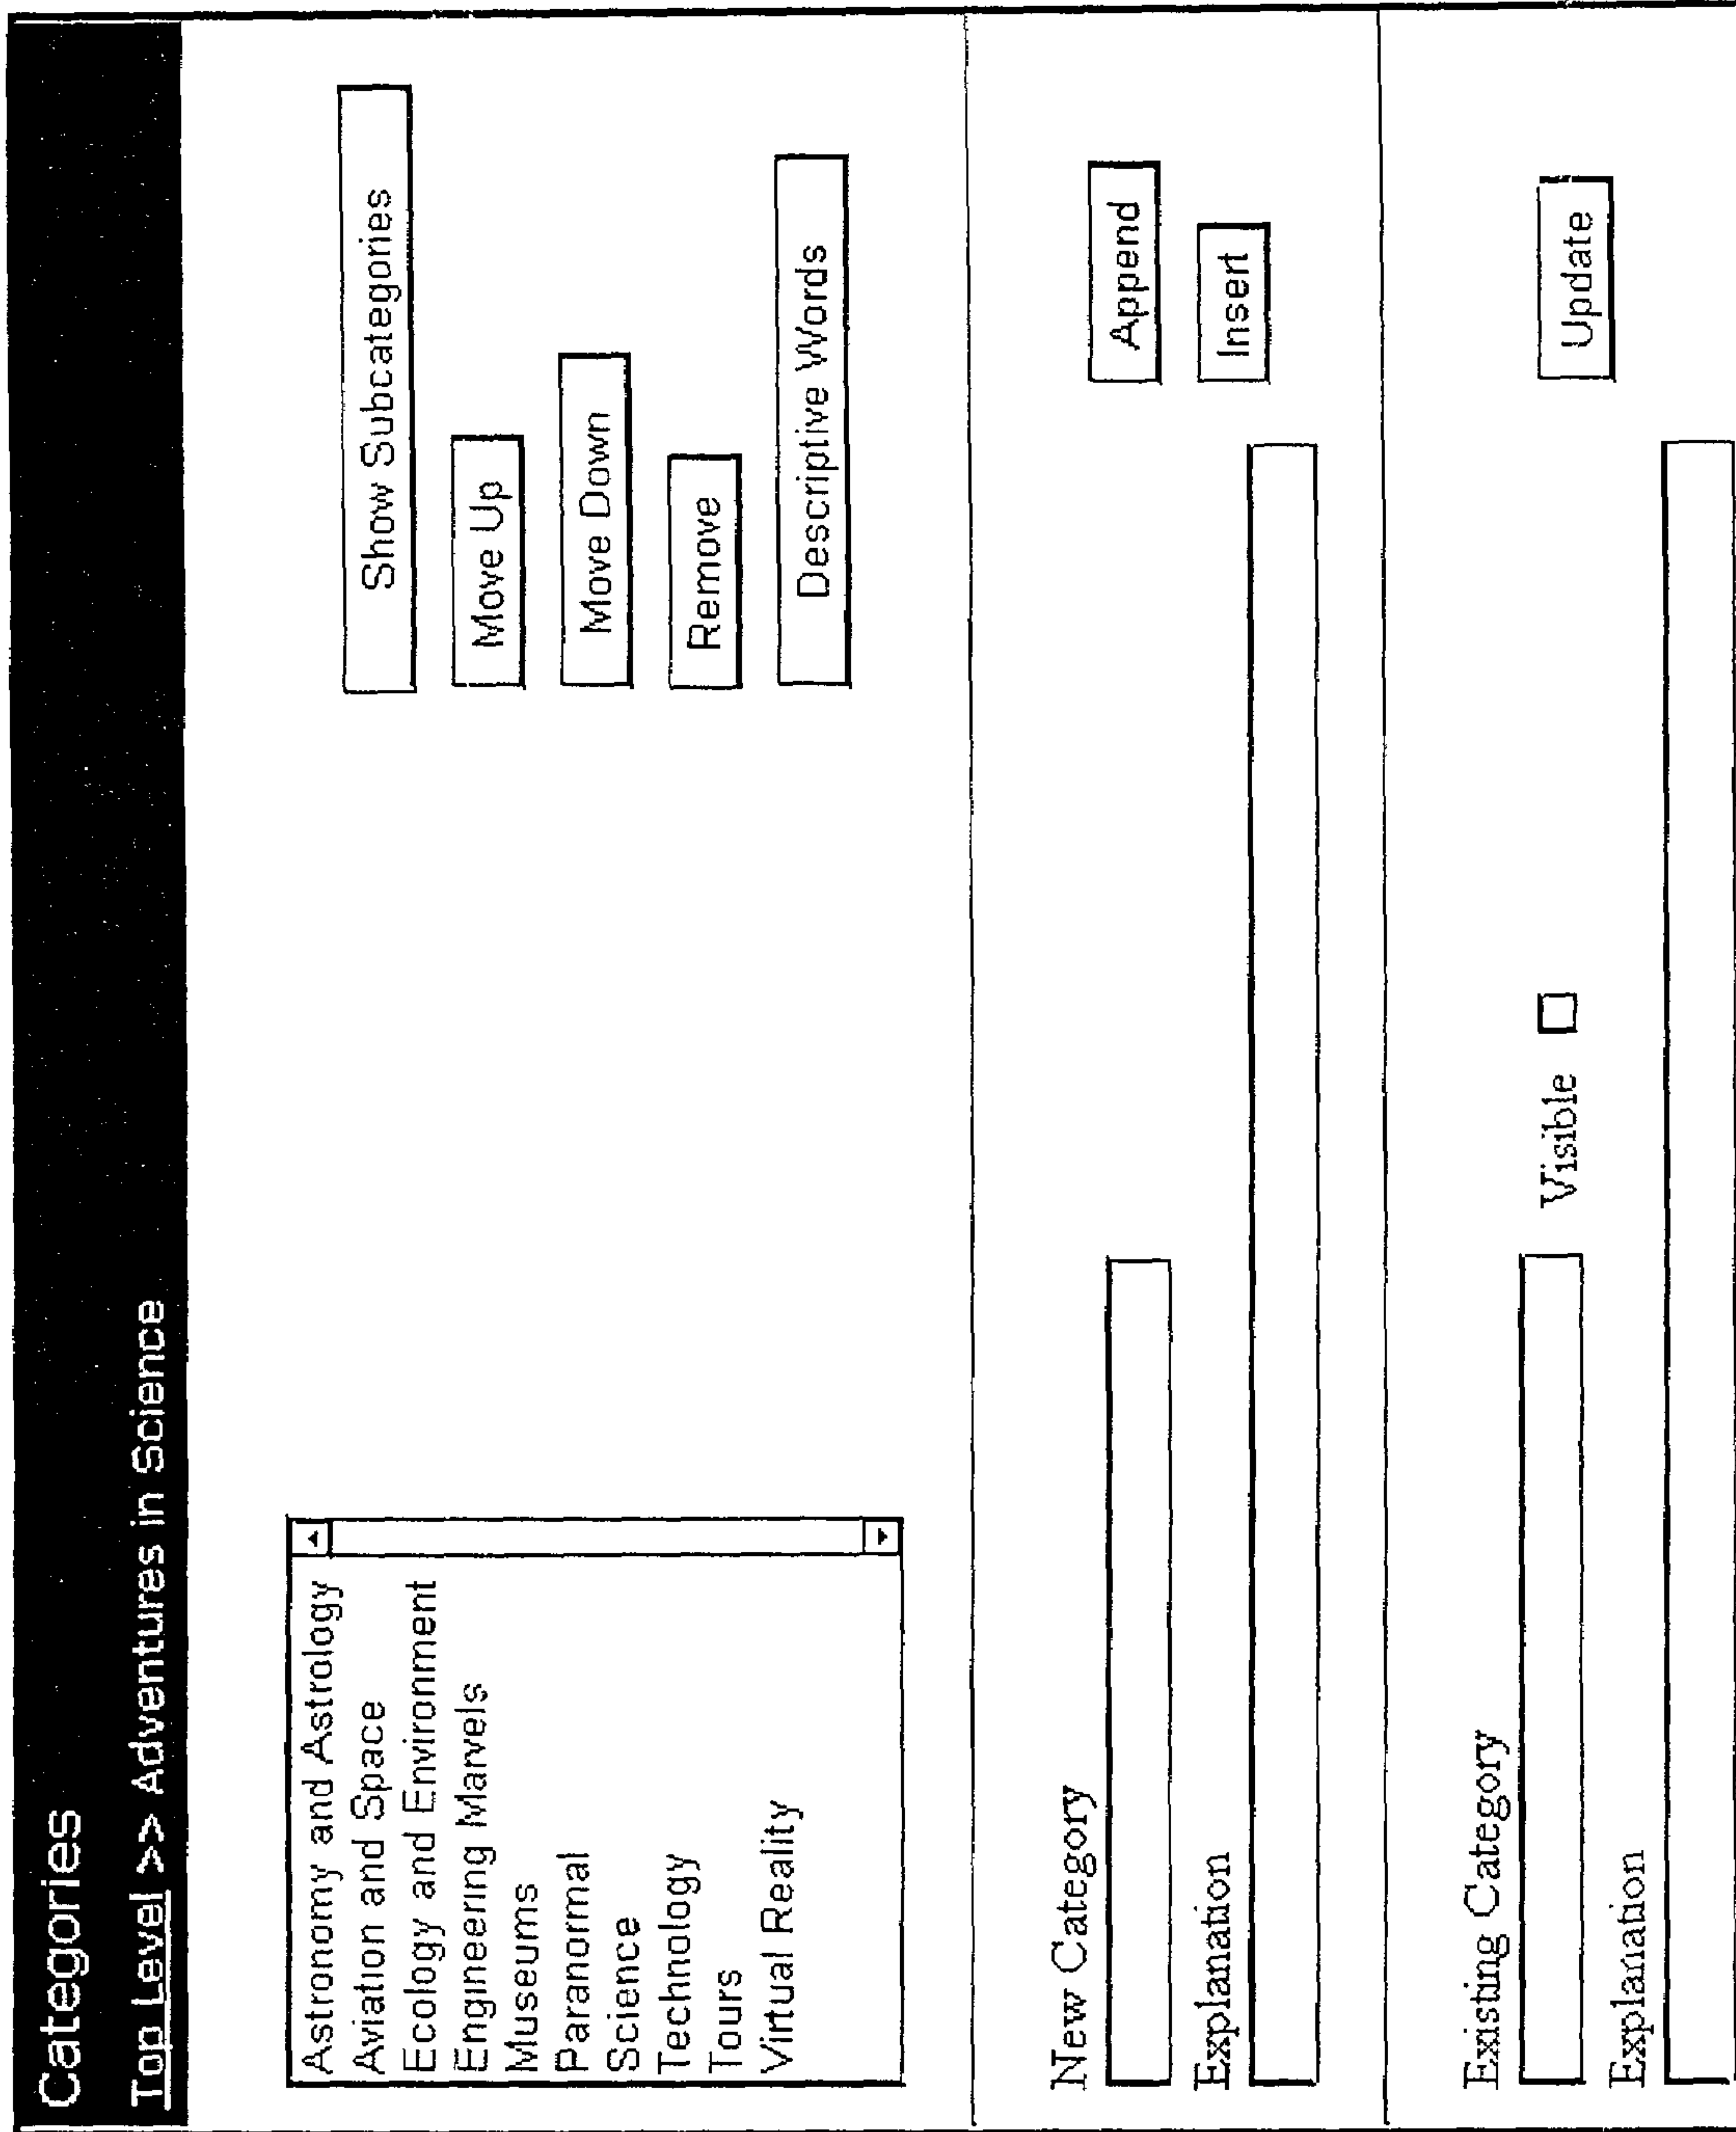 Categories
Top Level >> Adventures in Science
Astronomy and Astrology
Aviation and Space
Ecology and Environment
Engineering Marvels
Museums
Paranormal
Science
Technology
Tours
Virtual Reality
Show Subcategories
Move Up
Move Down
Remove
Descriptive Words
New Category
Append
Explanation
Insert
Existing Category
Visible
Update
Explanation